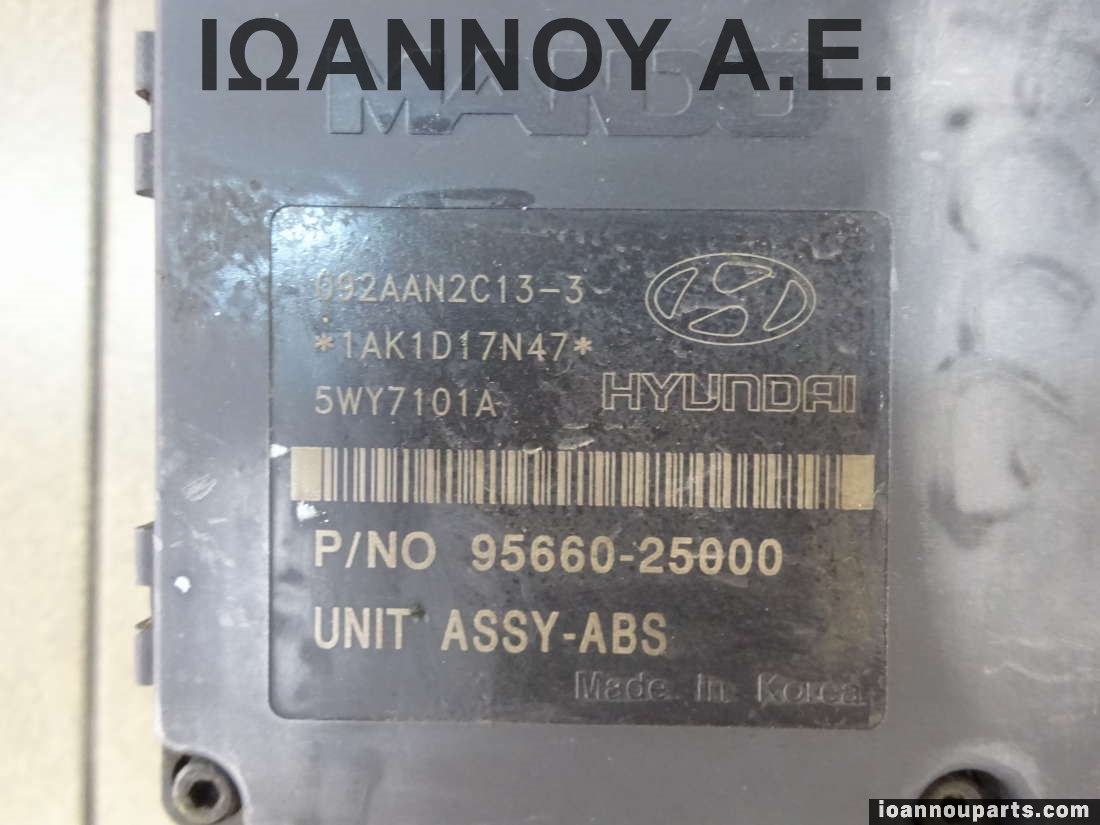 ΙΩΑΝΝΟΥ Α.Ε.
MANDO
092AAN2C13-3
*1AK1D17N47*
5WY7101A
HYUNDAI
P/NO 95660-25000
UNIT ASSY-ABS
Made In Korea
ioannouparts.com